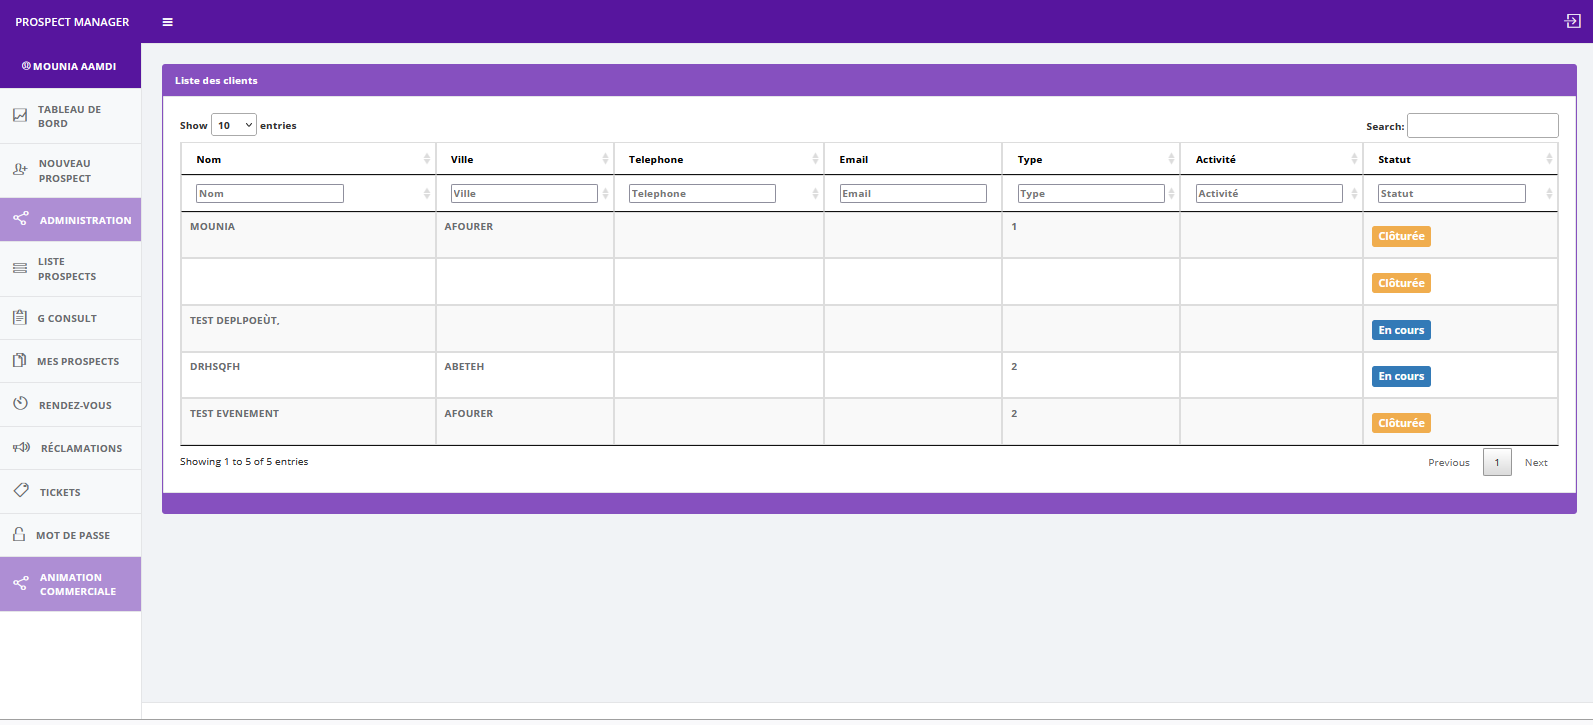 PROSPECT MANAGER
MOUNIA AAMDI
TABLEAU DE
BORD
NOUVEAU
PROSPECT
ADMINISTRATION
LISTE
PROSPECTS
G CONSULT
MES PROSPECTS
RENDEZ-VOUS
RÉCLAMATIONS
TICKETS
MOT DE PASSE
ANIMATION
COMMERCIALE
Liste des clients
Show 10 entries
Search:
Nom Ville Telephone Email Type Activité Statut
Nom Ville Telephone Email Type Activité Statut
MOUNIA AFOURER 1 Clôturée
Clôturée
TEST DEPLPOEÙT, En cours
DRHSQFH ABETEH 2 En cours
TEST EVENEMENT AFOURER 2 Clôturée
Showing 1 to 5 of 5 entries
Previous 1 Next